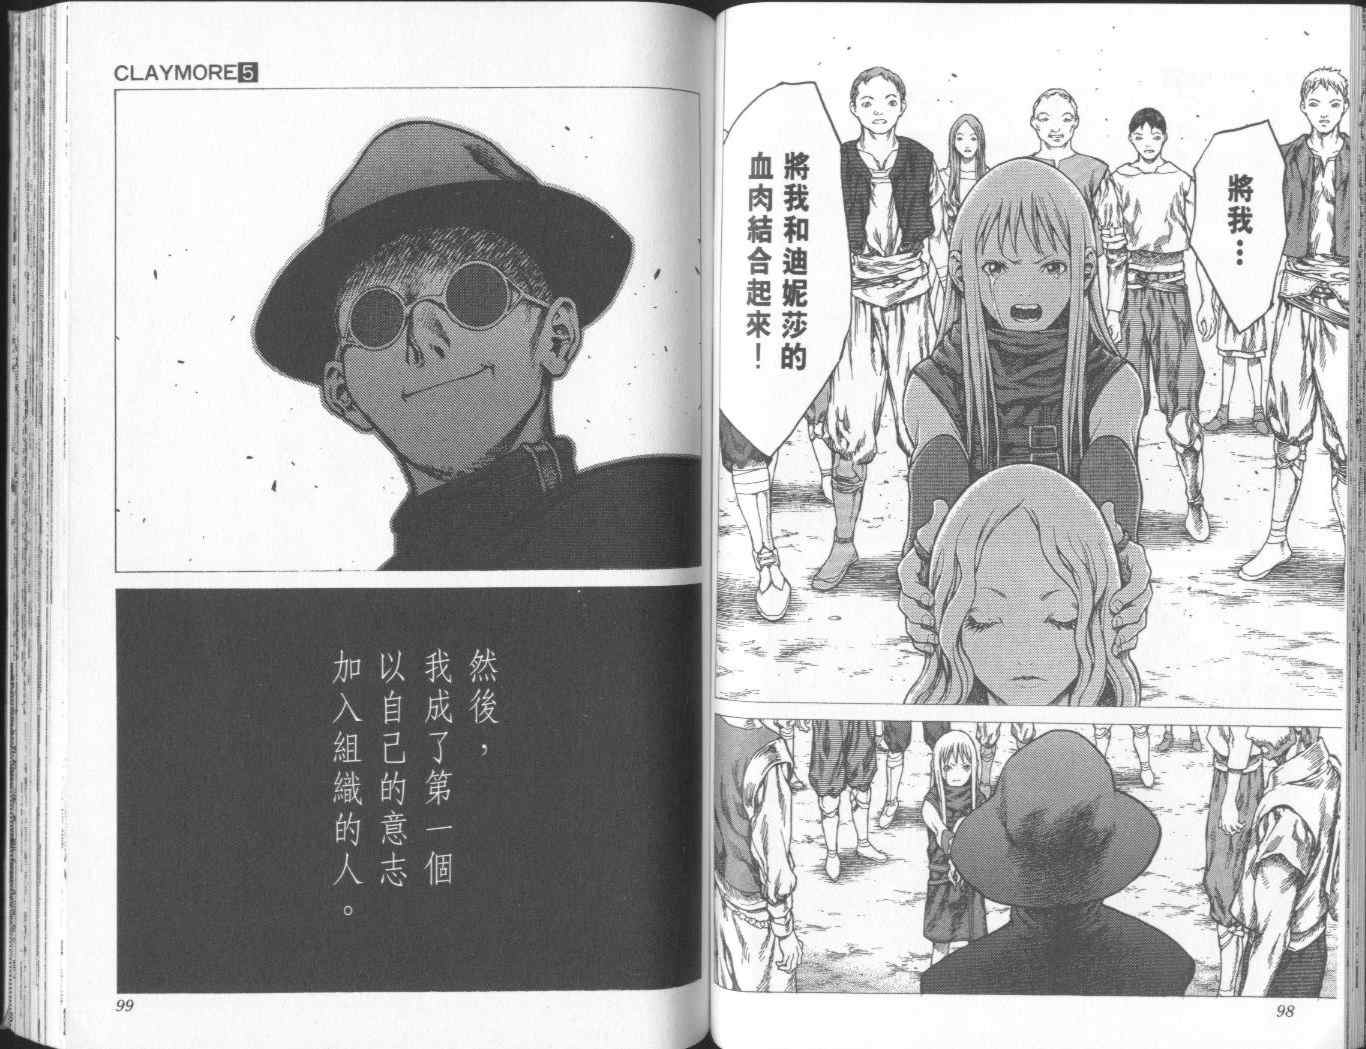 將我…
將我和迪妮莎的
血肉結合起來！
98
CLAYMORE5
然後，
我成了第一個
以自己的意志
加入組織的人。
99